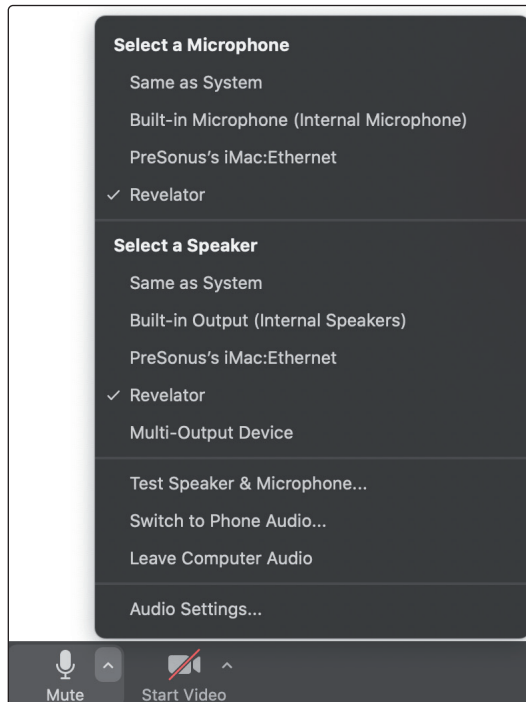 Select a Microphone
Same as System
Built-in Microphone (Internal Microphone)
PreSonus's iMac:Ethernet
✓ Revelator
Select a Speaker
Same as System
Built-in Output (Internal Speakers)
PreSonus's iMac:Ethernet
✓ Revelator
Multi-Output Device
Test Speaker & Microphone...
Switch to Phone Audio...
Leave Computer Audio
Audio Settings...
Mute Start Video